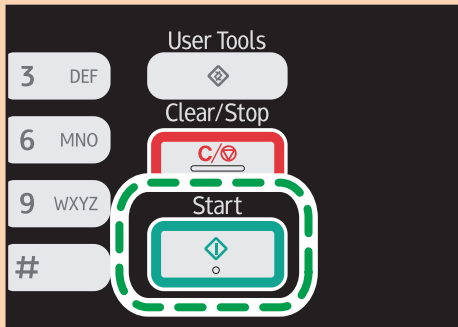 User Tools
3 DEF
Clear/Stop
6 MNO
C/
9 WXYZ
Start
#